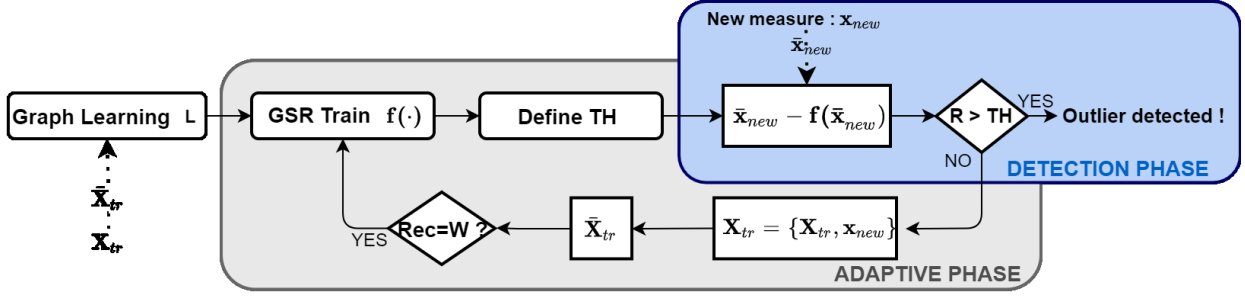 New measure : x_new
x̄_new
Graph Learning L
GSR Train f(·)
Define TH
x̄_new − f(x̄_new)
R > TH
YES
Outlier detected !
NO
DETECTION PHASE
X̄_tr
X_tr
YES
Rec=W ?
X̄_tr
X_tr = {X_tr, x_new}
ADAPTIVE PHASE